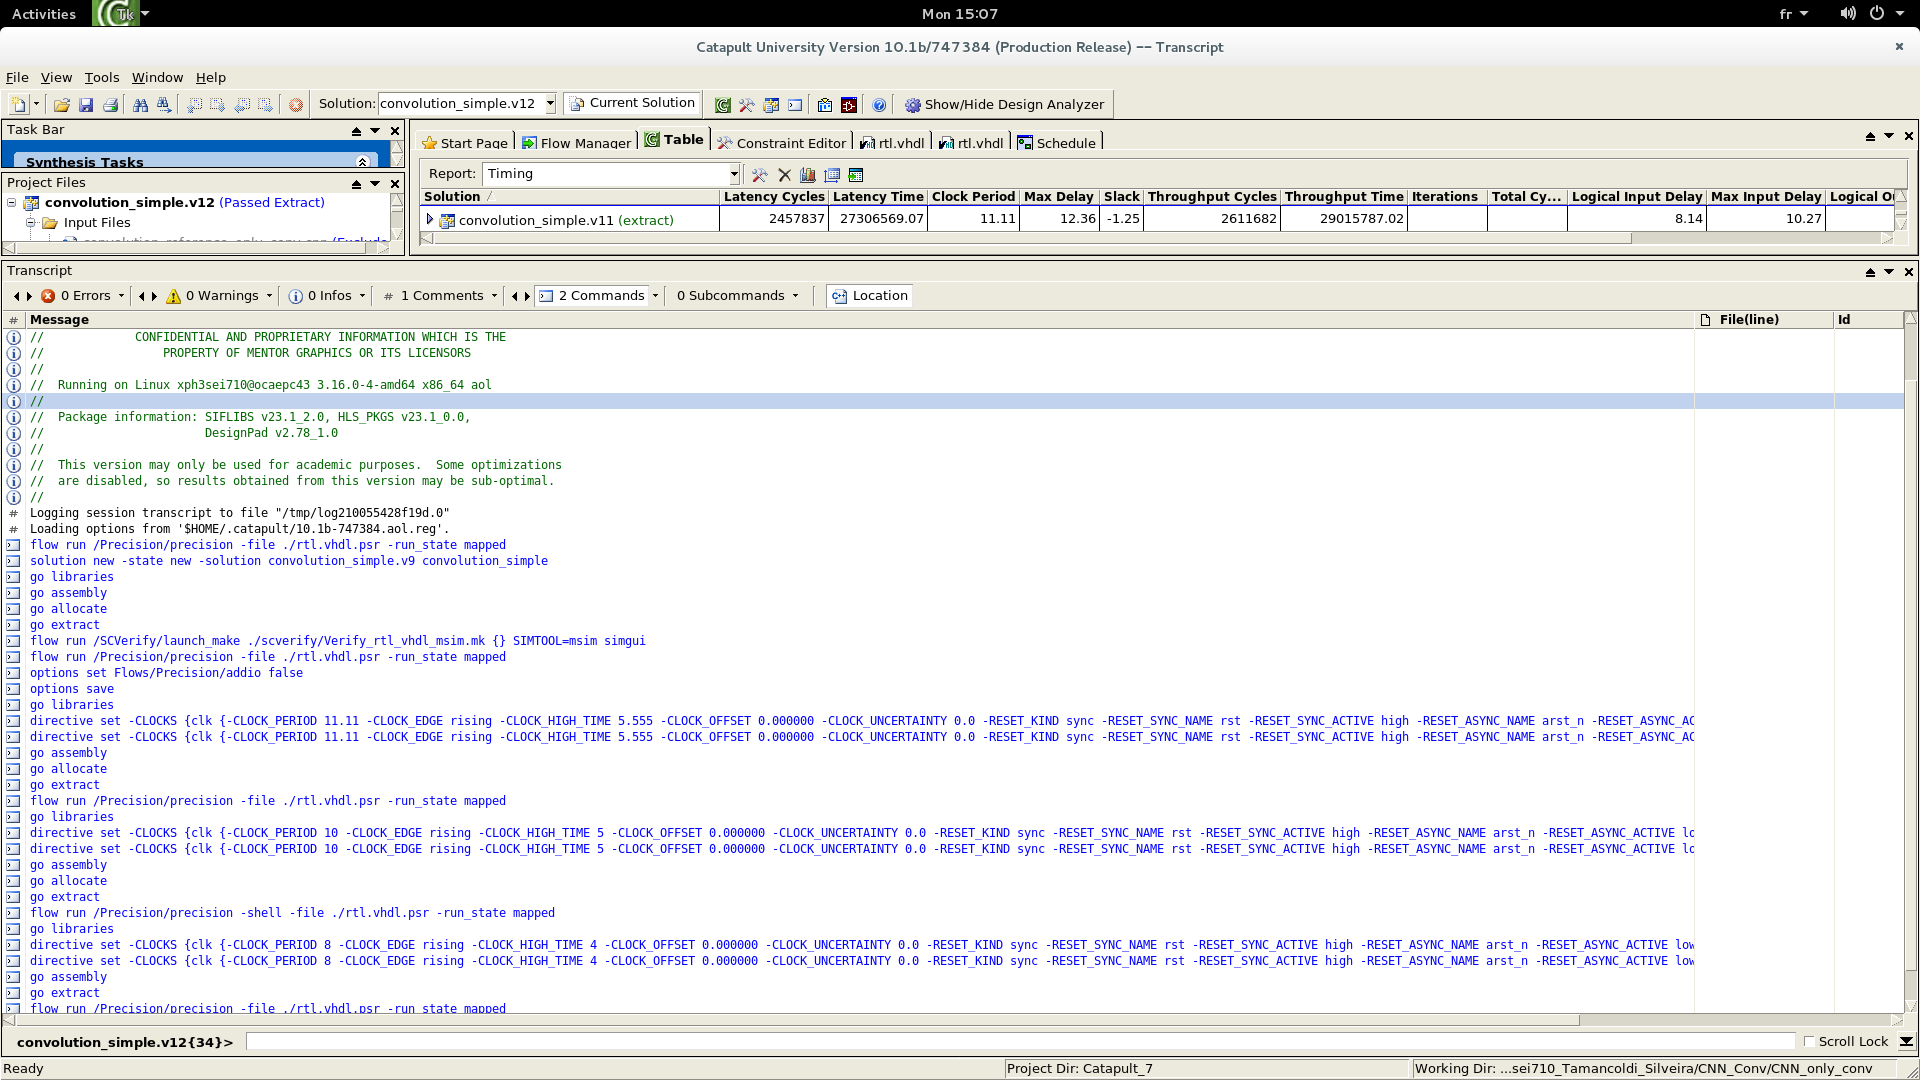 Activities Tk Mon 15:07 fr
Catapult University Version 10.1b/747384 (Production Release) -- Transcript
File View Tools Window Help
Solution: convolution_simple.v12 Current Solution Show/Hide Design Analyzer
Task Bar
Synthesis Tasks
Project Files
convolution_simple.v12 (Passed Extract)
Input Files
Start Page Flow Manager Table Constraint Editor rtl.vhdl rtl.vhdl Schedule
Report: Timing
Solution Latency Cycles Latency Time Clock Period Max Delay Slack Throughput Cycles Throughput Time Iterations Total Cy... Logical Input Delay Max Input Delay Logical O
convolution_simple.v11 (extract) 2457837 27306569.07 11.11 12.36 -1.25 2611682 29015787.02 8.14 10.27
Transcript
0 Errors 0 Warnings 0 Infos # 1 Comments 2 Commands 0 Subcommands Location
# Message File(line) Id
// CONFIDENTIAL AND PROPRIETARY INFORMATION WHICH IS THE
// PROPERTY OF MENTOR GRAPHICS OR ITS LICENSORS
//
// Running on Linux xph3sei710@ocaepc43 3.16.0-4-amd64 x86_64 aol
//
// Package information: SIFLIBS v23.1_2.0, HLS_PKGS v23.1_0.0,
// DesignPad v2.78_1.0
//
// This version may only be used for academic purposes. Some optimizations
// are disabled, so results obtained from this version may be sub-optimal.
//
# Logging session transcript to file "/tmp/log210055428f19d.0"
# Loading options from '$HOME/.catapult/10.1b-747384.aol.reg'.
flow run /Precision/precision -file ./rtl.vhdl.psr -run_state mapped
solution new -state new -solution convolution_simple.v9 convolution_simple
go libraries
go assembly
go allocate
go extract
flow run /SCVerify/launch_make ./scverify/Verify_rtl_vhdl_msim.mk {} SIMTOOL=msim simgui
flow run /Precision/precision -file ./rtl.vhdl.psr -run_state mapped
options set Flows/Precision/addio false
options save
go libraries
directive set -CLOCKS {clk {-CLOCK_PERIOD 11.11 -CLOCK_EDGE rising -CLOCK_HIGH_TIME 5.555 -CLOCK_OFFSET 0.000000 -CLOCK_UNCERTAINTY 0.0 -RESET_KIND sync -RESET_SYNC_NAME rst -RESET_SYNC_ACTIVE high -RESET_ASYNC_NAME arst_n -RESET_ASYNC_AC
directive set -CLOCKS {clk {-CLOCK_PERIOD 11.11 -CLOCK_EDGE rising -CLOCK_HIGH_TIME 5.555 -CLOCK_OFFSET 0.000000 -CLOCK_UNCERTAINTY 0.0 -RESET_KIND sync -RESET_SYNC_NAME rst -RESET_SYNC_ACTIVE high -RESET_ASYNC_NAME arst_n -RESET_ASYNC_AC
go assembly
go allocate
go extract
flow run /Precision/precision -file ./rtl.vhdl.psr -run_state mapped
go libraries
directive set -CLOCKS {clk {-CLOCK_PERIOD 10 -CLOCK_EDGE rising -CLOCK_HIGH_TIME 5 -CLOCK_OFFSET 0.000000 -CLOCK_UNCERTAINTY 0.0 -RESET_KIND sync -RESET_SYNC_NAME rst -RESET_SYNC_ACTIVE high -RESET_ASYNC_NAME arst_n -RESET_ASYNC_ACTIVE lo
directive set -CLOCKS {clk {-CLOCK_PERIOD 10 -CLOCK_EDGE rising -CLOCK_HIGH_TIME 5 -CLOCK_OFFSET 0.000000 -CLOCK_UNCERTAINTY 0.0 -RESET_KIND sync -RESET_SYNC_NAME rst -RESET_SYNC_ACTIVE high -RESET_ASYNC_NAME arst_n -RESET_ASYNC_ACTIVE lo
go assembly
go allocate
go extract
flow run /Precision/precision -shell -file ./rtl.vhdl.psr -run_state mapped
go libraries
directive set -CLOCKS {clk {-CLOCK_PERIOD 8 -CLOCK_EDGE rising -CLOCK_HIGH_TIME 4 -CLOCK_OFFSET 0.000000 -CLOCK_UNCERTAINTY 0.0 -RESET_KIND sync -RESET_SYNC_NAME rst -RESET_SYNC_ACTIVE high -RESET_ASYNC_NAME arst_n -RESET_ASYNC_ACTIVE low
directive set -CLOCKS {clk {-CLOCK_PERIOD 8 -CLOCK_EDGE rising -CLOCK_HIGH_TIME 4 -CLOCK_OFFSET 0.000000 -CLOCK_UNCERTAINTY 0.0 -RESET_KIND sync -RESET_SYNC_NAME rst -RESET_SYNC_ACTIVE high -RESET_ASYNC_NAME arst_n -RESET_ASYNC_ACTIVE low
go assembly
go extract
flow run /Precision/precision -file ./rtl.vhdl.psr -run_state mapped
convolution_simple.v12{34}> Scroll Lock
Ready Project Dir: Catapult_7 Working Dir: ...sei710_Tamancoldi_Silveira/CNN_Conv/CNN_only_conv